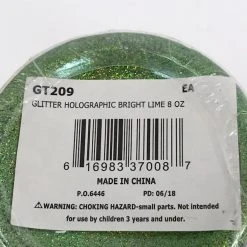 GT209 EA
GLITTER HOLOGRAPHIC BRIGHT LIME 8 OZ
6 16983 37008 7
MADE IN CHINA
P.O.6446 PD: 06/18
⚠WARNING: CHOKING HAZARD-small parts. Not intended
for use by children 3 years and under.